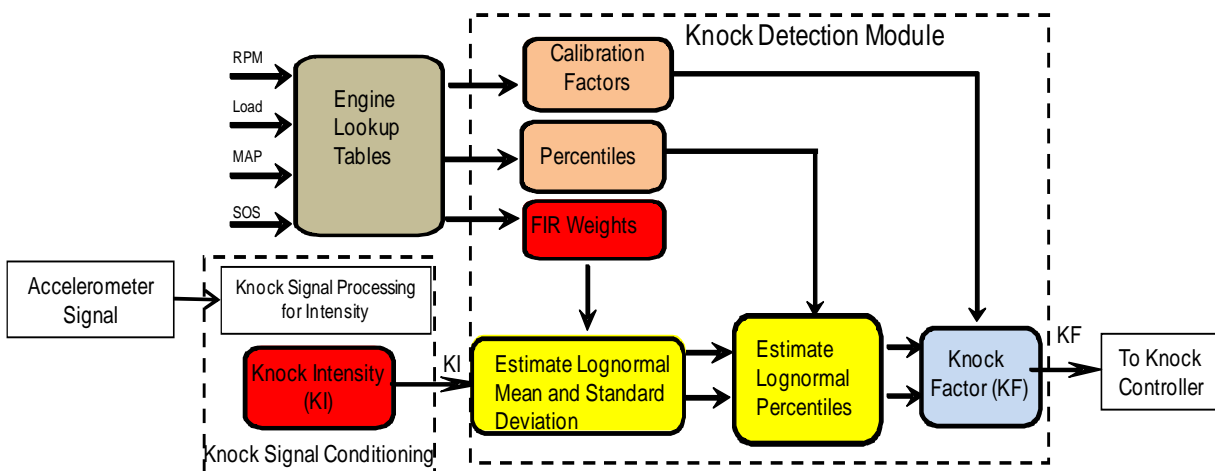 Knock Detection Module
RPM
Load
MAP
SOS
Engine
Lookup
Tables
Calibration
Factors
Percentiles
FIR Weights
Accelerometer
Signal
Knock Signal Processing
for Intensity
Knock Intensity
(KI)
Knock Signal Conditioning
KI
Estimate Lognormal
Mean and Standard
Deviation
Estimate
Lognormal
Percentiles
Knock
Factor (KF)
KF
To Knock
Controller